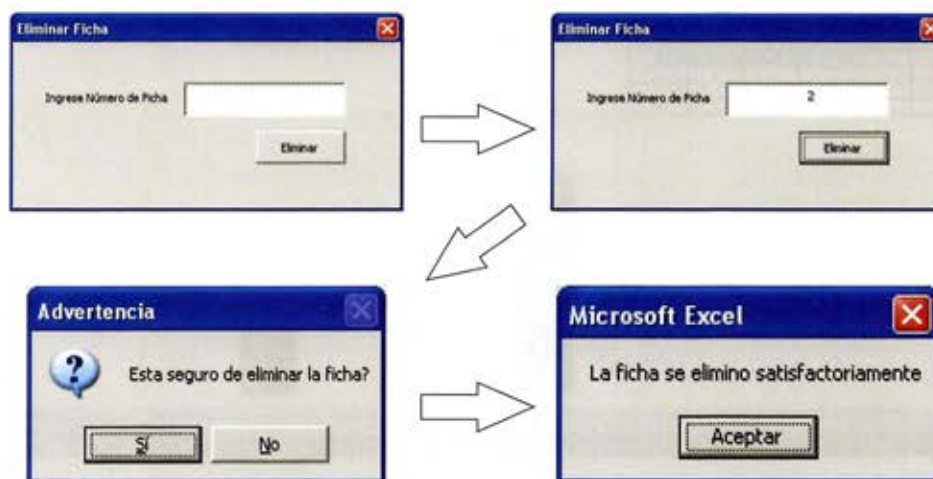 Eliminar Ficha
Ingrese Número de Ficha
Eliminar
Eliminar Ficha
Ingrese Número de Ficha
2
Eliminar
Advertencia
Esta seguro de eliminar la ficha?
Sí
No
Microsoft Excel
La ficha se elimino satisfactoriamente
Aceptar